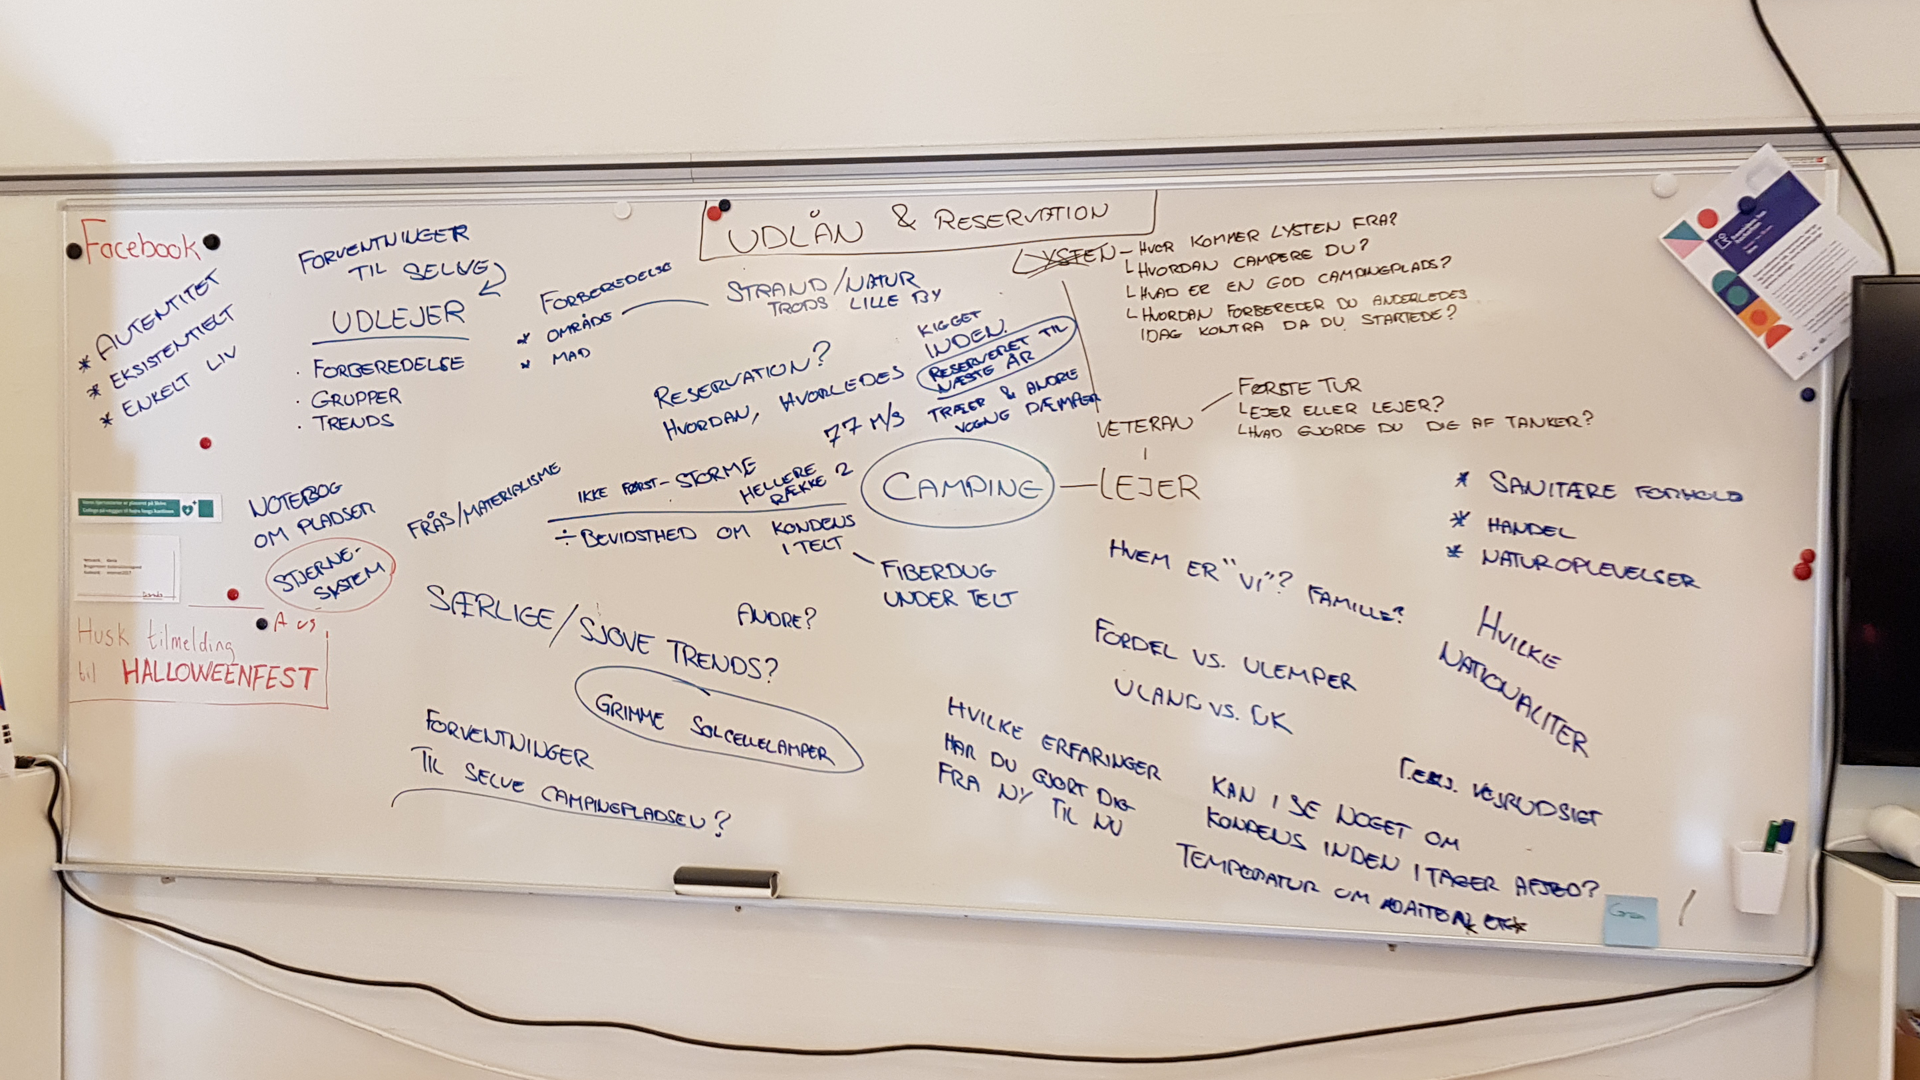 UDLÅN & RESERVATION
Facebook
* AUTENTITET
* EKSISTENTIELT
* ENKELT LIV
FORVENTNINGER
TIL SELVE
UDLEJER
· FORBEREDELSE
· GRUPPER
· TRENDS
FORBEREDELSE
* OMRÅDE
* MAD
STRAND/NATUR
TRODS LILLE BY
LYSTEN - HVOR KOMMER LYSTEN FRA?
HVORDAN CAMPERE DU?
HVAD ER EN GOD CAMPINGPLADS?
HVORDAN FORBEREDER DU ANDERLEDES
IDAG KONTRA DA DU STARTEDE?
KIGGET
INDEN.
RESERVERET TIL
NÆSTE ÅR
TRÆER & ANDRE
VOGNE DÆMPER
RESERVATION?
HVORDAN, HVORLEDES
77 M/S
VETERAN
FØRSTE TUR
LEJER ELLER LEJER?
HVAD GJORDE DU DIG AF TANKER?
CAMPING
LEJER
NOTEBOG
OM PLADSER
STJERNE-
SYSTEM
FRÅS/MATERIALISME
IKKE FØRST - STORME
HELLERE
RÆKKE 2
÷ BEVIDSTHED OM KONDENS
I TELT
FIBERDUG
UNDER TELT
* SANITÆRE FORHOLD
* HANDEL
* NATUROPLEVELSER
Husk tilmelding
til HALLOWEENFEST
SÆRLIGE/SJOVE TRENDS?
ANDRE?
GRIMME SOLCELLELAMPER
FORVENTNINGER
TIL SELVE CAMPINGPLADSEN?
HVEM ER "VI"? FAMILIE?
FORDEL VS. ULEMPER
UDLAND VS. DK
HVILKE
NATIONALITER
HVILKE ERFARINGER
HAR DU GJORT DIG
FRA NY TIL NU
F.EKS. VEJRUDSIGT
KAN I SE NOGET OM
KONDENS INDEN I TAGER AFSED?
TEMPERATUR OM